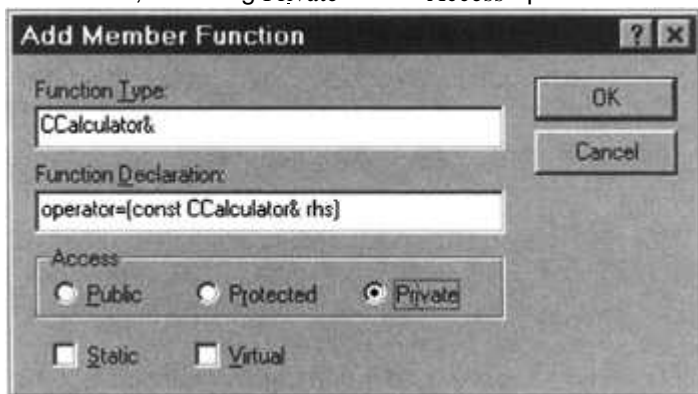 Add Member Function
Function Type:
CCalculator&
Function Declaration:
operator=(const CCalculator& rhs)
Access
Public Protected Private
Static Virtual
OK
Cancel